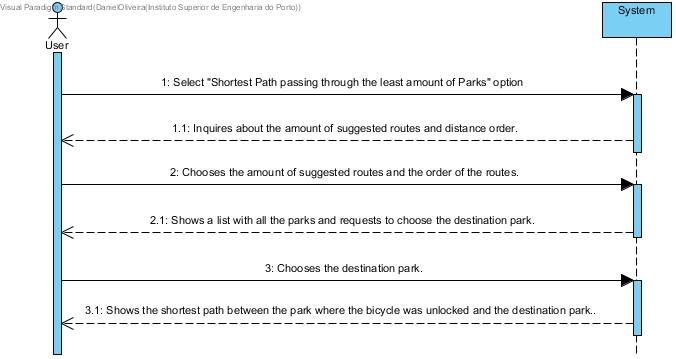 Visual Paradigm Standard(DanielOliveira(Instituto Superior de Engenharia do Porto))
System
User
1: Select "Shortest Path passing through the least amount of Parks" option
1.1: Inquires about the amount of suggested routes and distance order.
2: Chooses the amount of suggested routes and the order of the routes.
2.1: Shows a list with all the parks and requests to choose the destination park.
3: Chooses the destination park.
3.1: Shows the shortest path between the park where the bicycle was unlocked and the destination park..